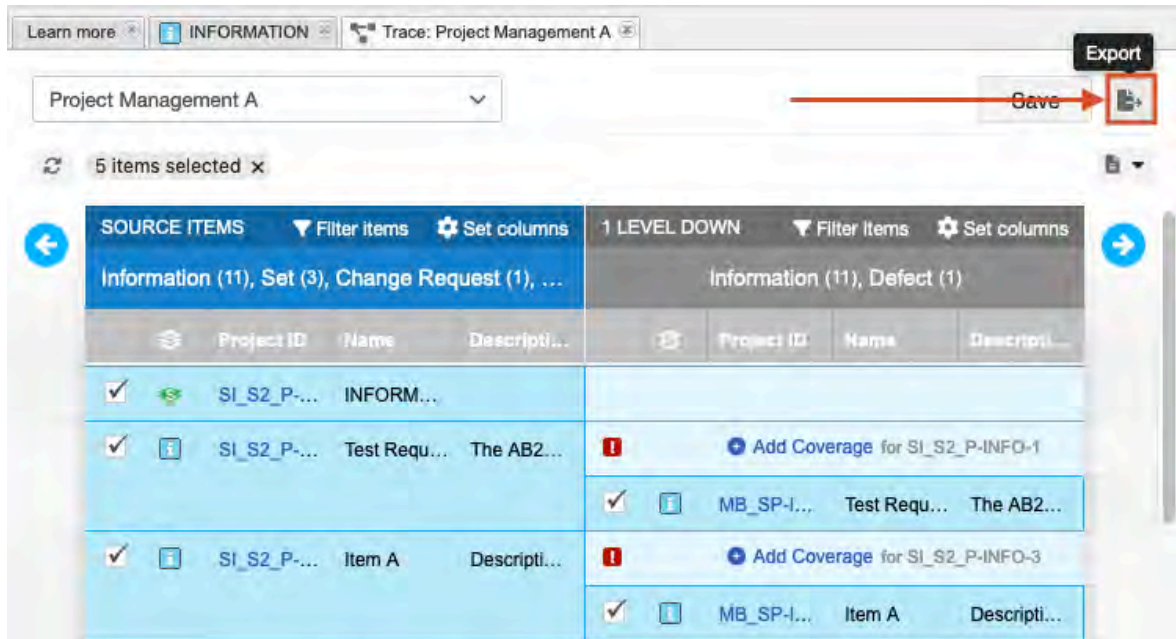 Learn more INFORMATION Trace: Project Management A
Export
Project Management A Save
5 items selected ×
SOURCE ITEMS Filter items Set columns 1 LEVEL DOWN Filter items Set columns
Information (11), Set (3), Change Request (1), ... Information (11), Defect (1)
Project ID Name Descripti... Project ID Name Descripti...
SI_S2_P-... INFORM...
SI_S2_P-... Test Requ... The AB2... Add Coverage for SI_S2_P-INFO-1
MB_SP-I... Test Requ... The AB2...
SI_S2_P-... Item A Descripti... Add Coverage for SI_S2_P-INFO-3
MB_SP-I... Item A Descripti...